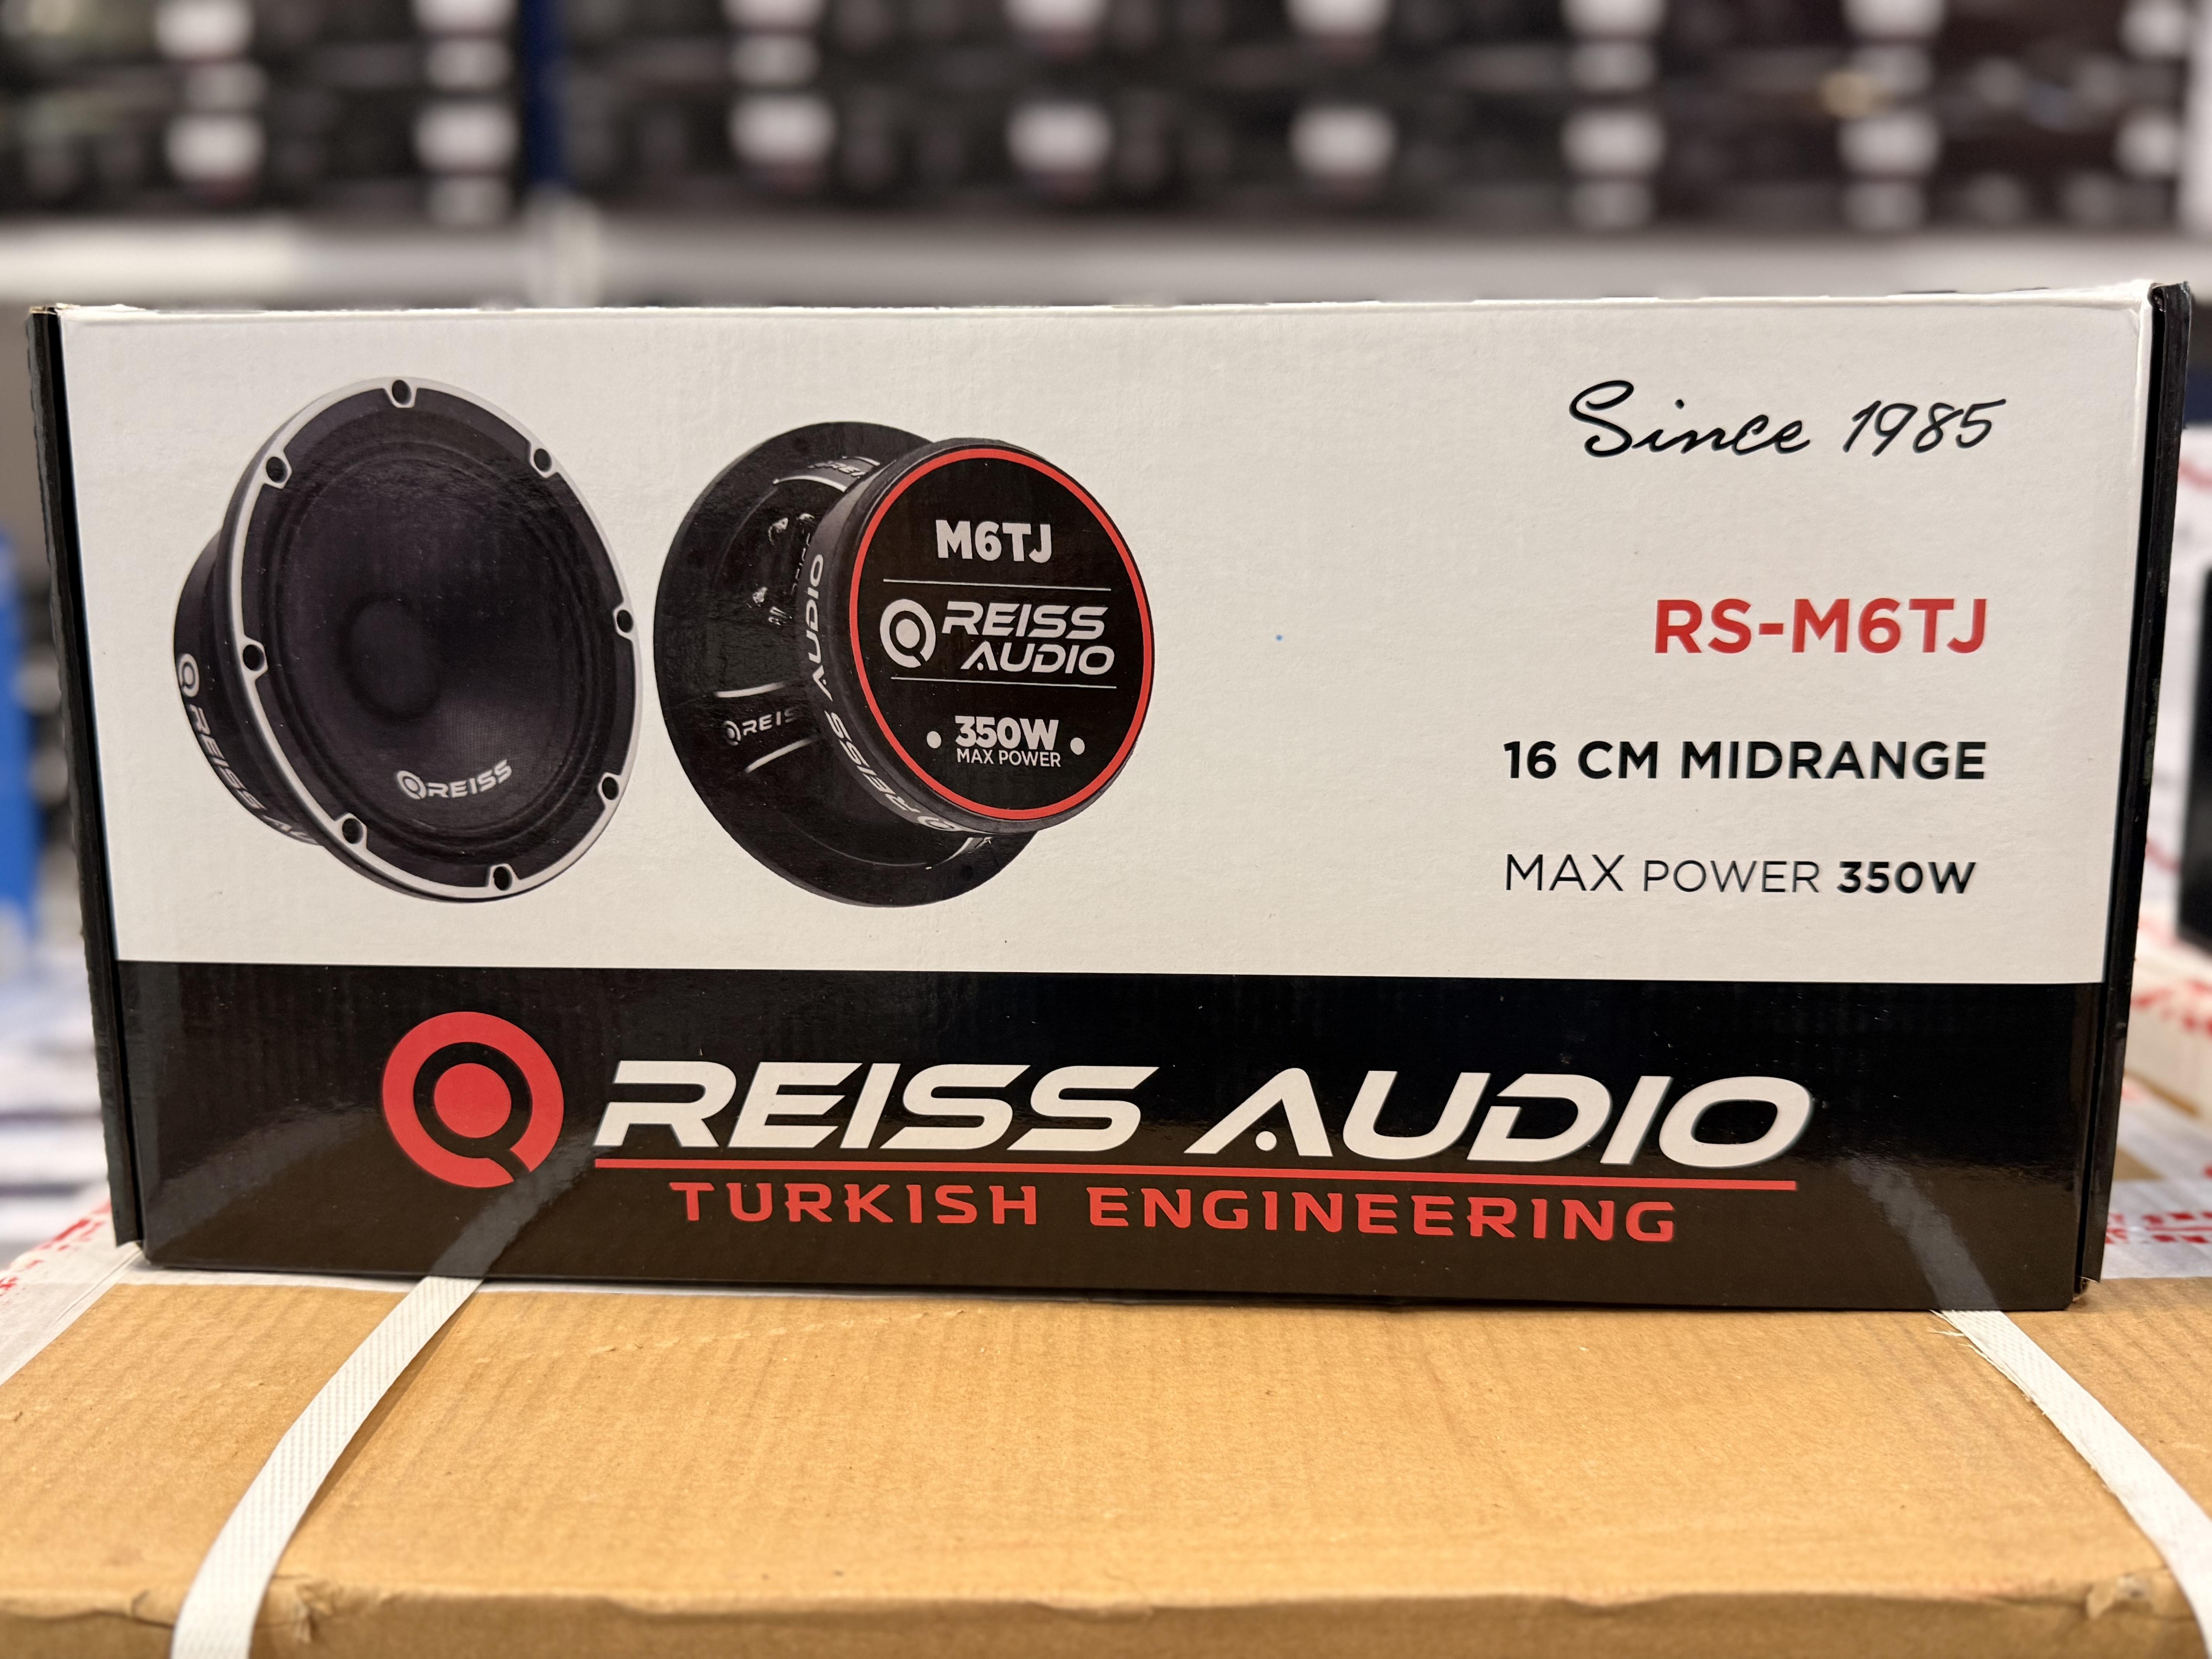 Since 1985
RS-M6TJ
16 CM MIDRANGE
MAX POWER 350W
REISS
REISS
M6TJ
REISS
AUDIO
350W
MAX POWER
REISS AUDIO
REISS AUDIO
TURKISH ENGINEERING